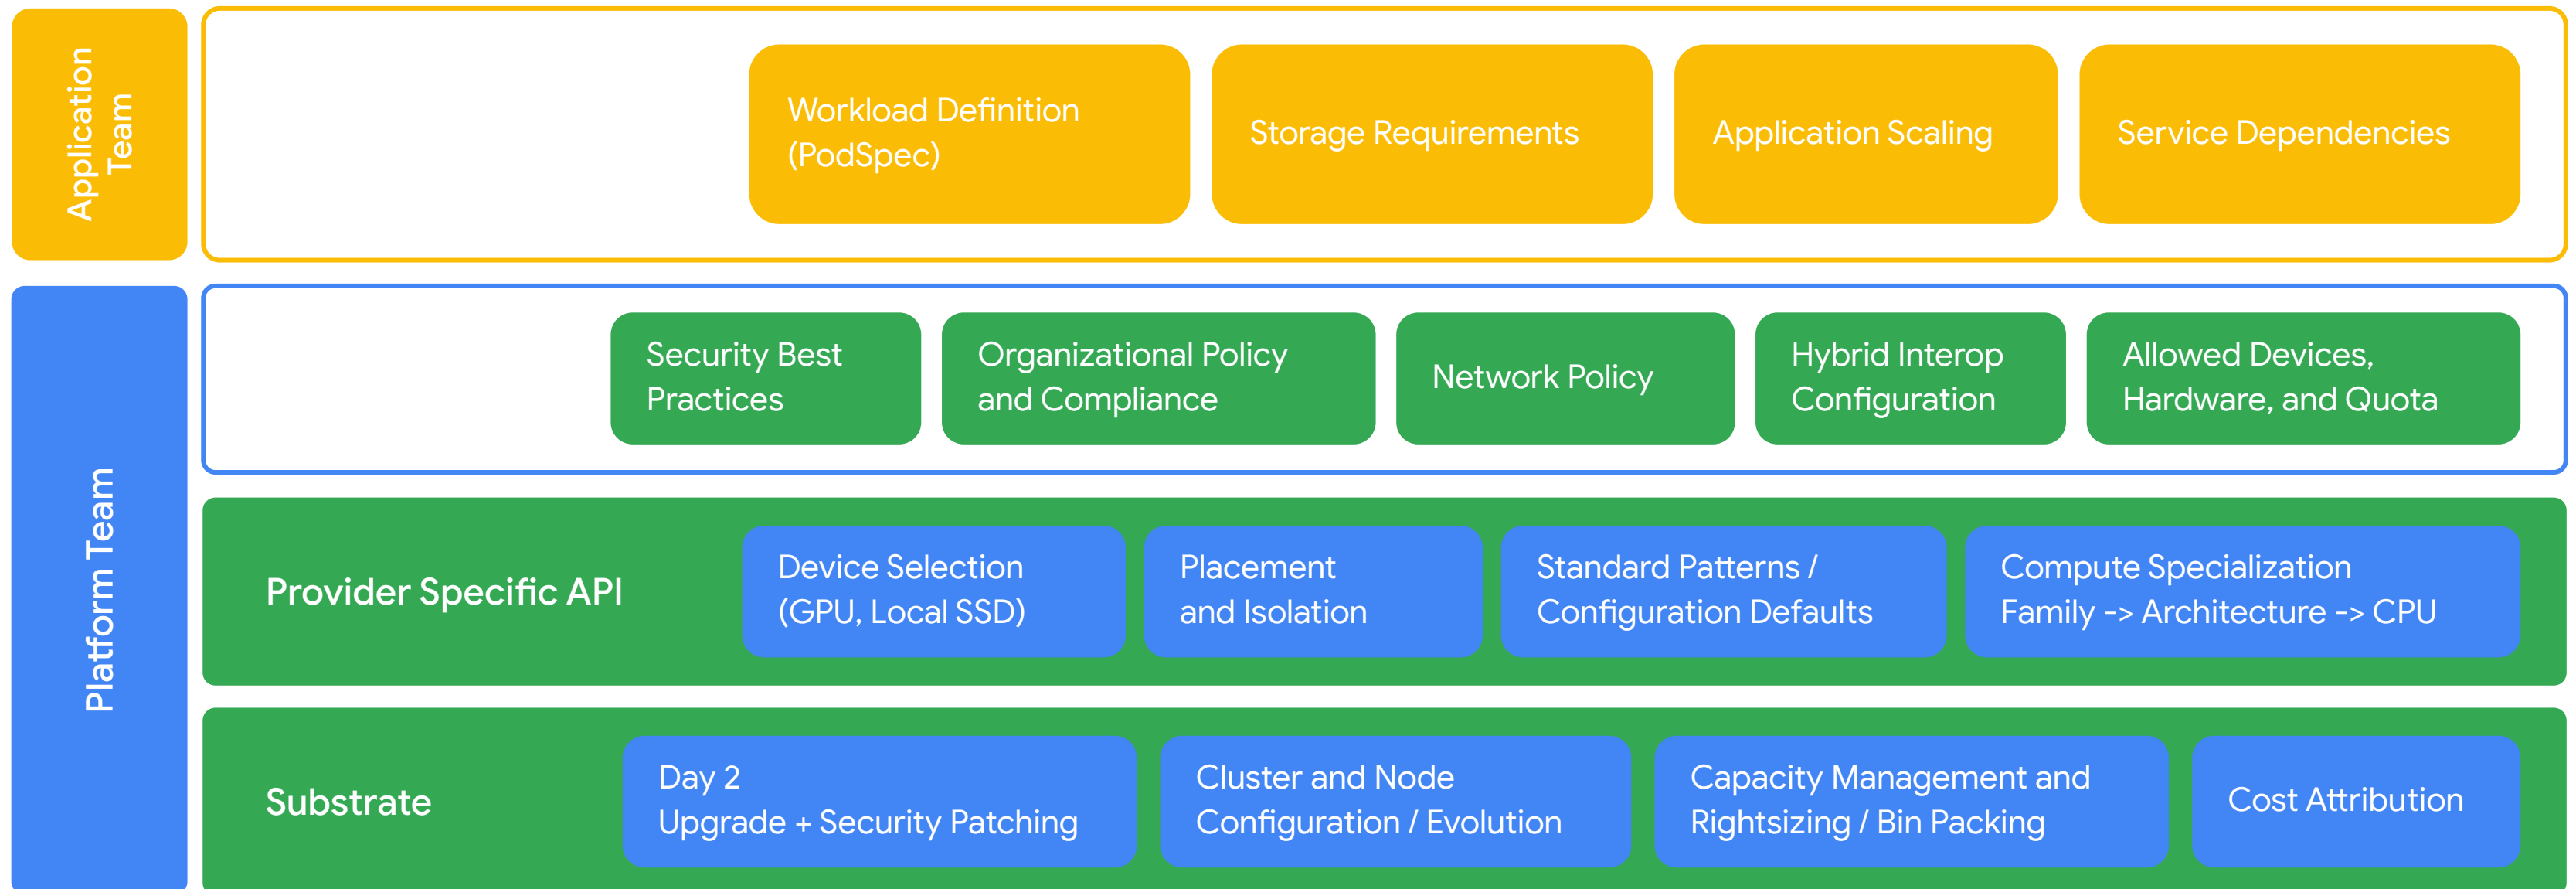 Application
Team
Workload Definition
(PodSpec)
Storage Requirements
Application Scaling
Service Dependencies
Platform Team
Security Best
Practices
Organizational Policy
and Compliance
Network Policy
Hybrid Interop
Configuration
Allowed Devices,
Hardware, and Quota
Provider Specific API
Device Selection
(GPU, Local SSD)
Placement
and Isolation
Standard Patterns /
Configuration Defaults
Compute Specialization
Family -> Architecture -> CPU
Substrate
Day 2
Upgrade + Security Patching
Cluster and Node
Configuration / Evolution
Capacity Management and
Rightsizing / Bin Packing
Cost Attribution